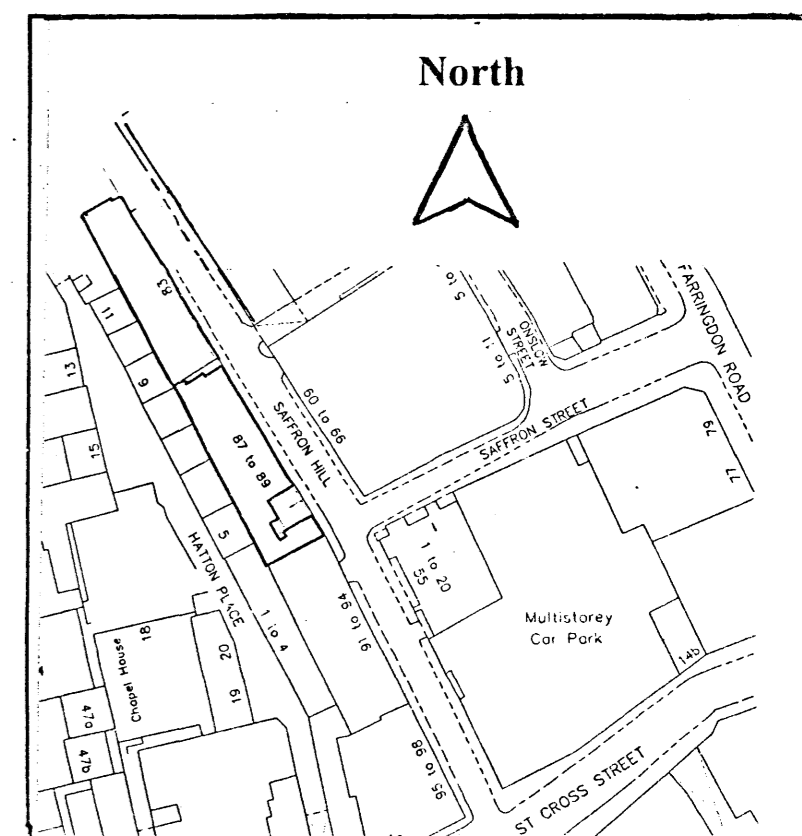 North
83
11
9
13
15
87 to 89
5
HATTON PLACE
1 to 4
18
Chapel House
20
19
47a
47b
SAFFRON HILL
60 to 66
5 to
5 to 11
ONSLOW
STREET
FARRINGDON ROAD
SAFFRON STREET
79
77
1 to 20
55
91 to 94
Multistorey
Car Park
14b
95 to 98
ST CROSS STREET